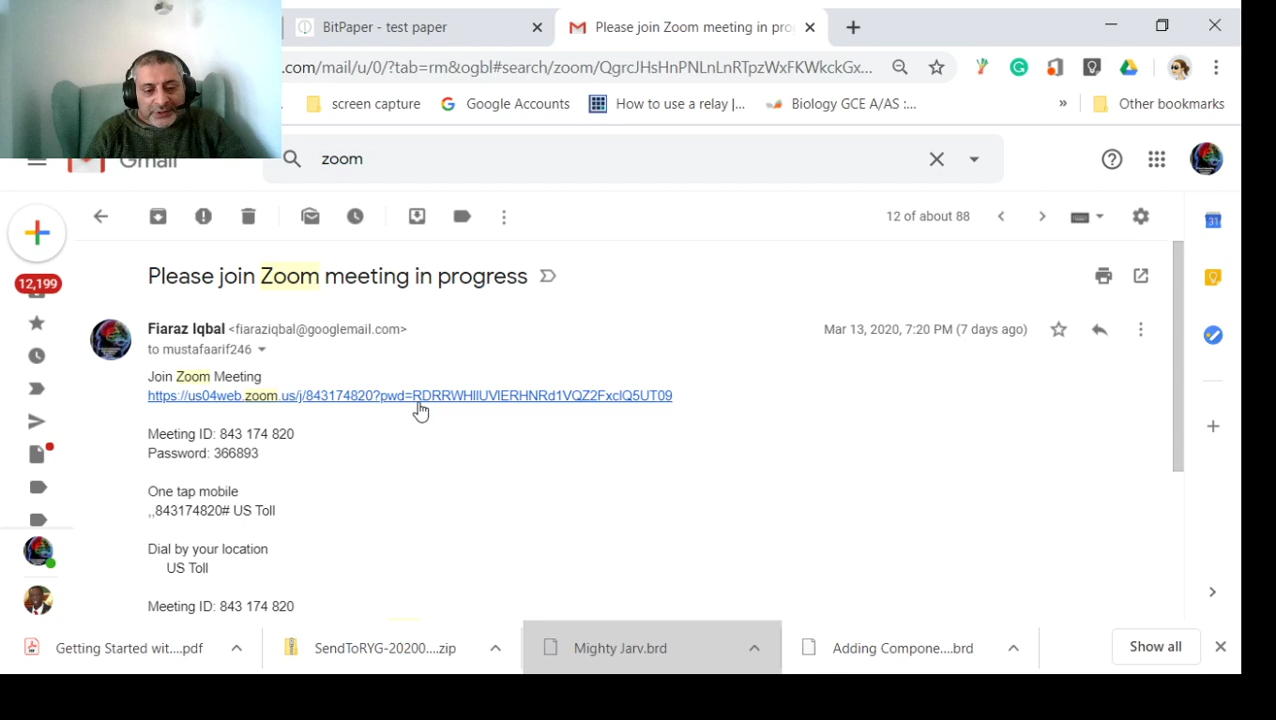 BitPaper - test paper
Please join Zoom meeting in pro
.com/mail/u/0/?tab=rm&ogbl#search/zoom/QgrcJHsHnPNLnLnRTpzWxFKWkckGx...
screen capture
Google Accounts
How to use a relay |...
Biology GCE A/AS :...
»
Other bookmarks
Gmail
zoom
12 of about 88
12,199
Please join Zoom meeting in progress
31
Fiaraz Iqbal <fiaraziqbal@googlemail.com>
Mar 13, 2020, 7:20 PM (7 days ago)
to mustafaarif246
Join Zoom Meeting
https://us04web.zoom.us/j/843174820?pwd=RDRRWHlIUVlERHNRd1VQZ2FxclQ5UT09
Meeting ID: 843 174 820
Password: 366893
One tap mobile
,,843174820# US Toll
Dial by your location
US Toll
Meeting ID: 843 174 820
Getting Started wit....pdf
SendToRYG-20200....zip
Mighty Jarv.brd
Adding Compone....brd
Show all